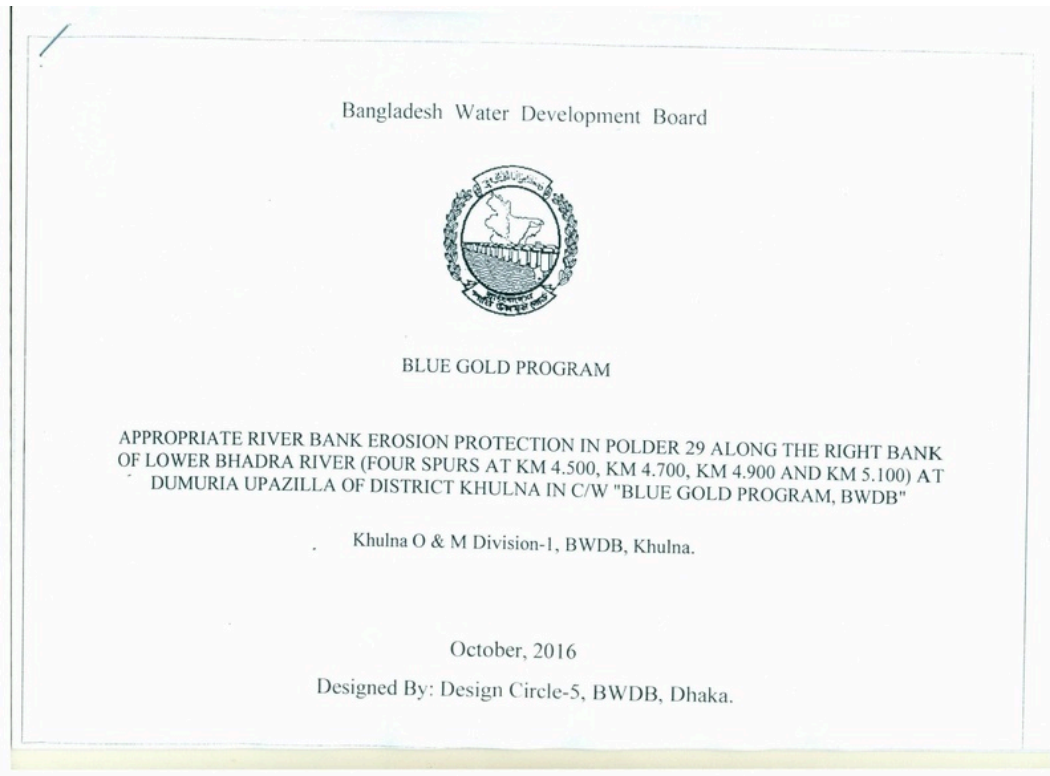 Bangladesh Water Development Board
BLUE GOLD PROGRAM
APPROPRIATE RIVER BANK EROSION PROTECTION IN POLDER 29 ALONG THE RIGHT BANK
OF LOWER BHADRA RIVER (FOUR SPURS AT KM 4.500, KM 4.700, KM 4.900 AND KM 5.100) AT
DUMURIA UPAZILLA OF DISTRICT KHULNA IN C/W "BLUE GOLD PROGRAM, BWDB"
Khulna O & M Division-1, BWDB, Khulna.
October, 2016
Designed By: Design Circle-5, BWDB, Dhaka.